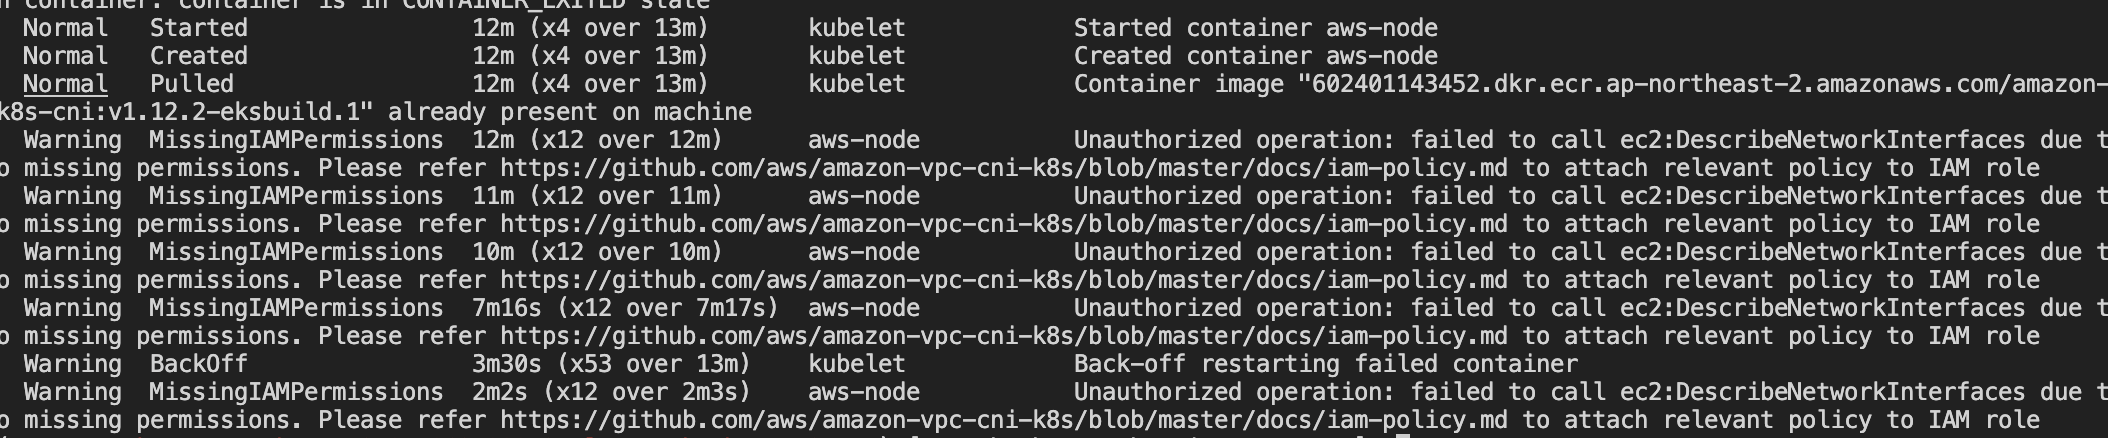 container: container is in CONTAINER_EXITED state
Normal Started 12m (x4 over 13m) kubelet Started container aws-node
Normal Created 12m (x4 over 13m) kubelet Created container aws-node
Normal Pulled 12m (x4 over 13m) kubelet Container image "602401143452.dkr.ecr.ap-northeast-2.amazonaws.com/amazon-
k8s-cni:v1.12.2-eksbuild.1" already present on machine
Warning MissingIAMPermissions 12m (x12 over 12m) aws-node Unauthorized operation: failed to call ec2:DescribeNetworkInterfaces due t
o missing permissions. Please refer https://github.com/aws/amazon-vpc-cni-k8s/blob/master/docs/iam-policy.md to attach relevant policy to IAM role
Warning MissingIAMPermissions 11m (x12 over 11m) aws-node Unauthorized operation: failed to call ec2:DescribeNetworkInterfaces due t
o missing permissions. Please refer https://github.com/aws/amazon-vpc-cni-k8s/blob/master/docs/iam-policy.md to attach relevant policy to IAM role
Warning MissingIAMPermissions 10m (x12 over 10m) aws-node Unauthorized operation: failed to call ec2:DescribeNetworkInterfaces due t
o missing permissions. Please refer https://github.com/aws/amazon-vpc-cni-k8s/blob/master/docs/iam-policy.md to attach relevant policy to IAM role
Warning MissingIAMPermissions 7m16s (x12 over 7m17s) aws-node Unauthorized operation: failed to call ec2:DescribeNetworkInterfaces due t
o missing permissions. Please refer https://github.com/aws/amazon-vpc-cni-k8s/blob/master/docs/iam-policy.md to attach relevant policy to IAM role
Warning BackOff 3m30s (x53 over 13m) kubelet Back-off restarting failed container
Warning MissingIAMPermissions 2m2s (x12 over 2m3s) aws-node Unauthorized operation: failed to call ec2:DescribeNetworkInterfaces due t
o missing permissions. Please refer https://github.com/aws/amazon-vpc-cni-k8s/blob/master/docs/iam-policy.md to attach relevant policy to IAM role